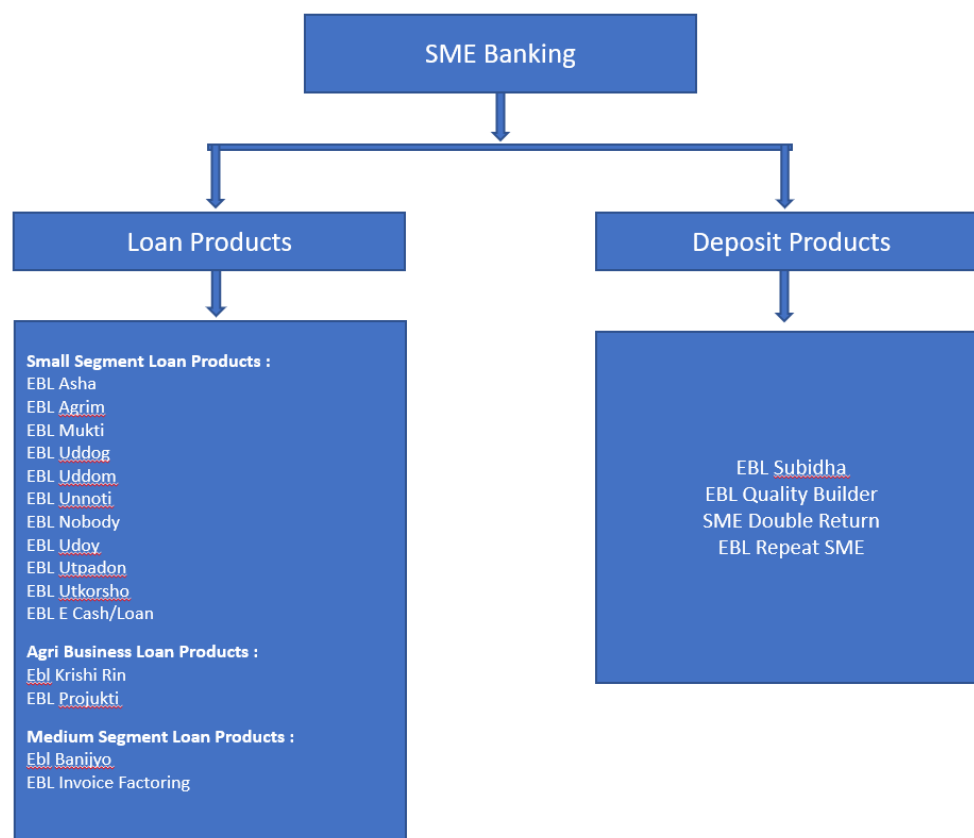 SME Banking
Loan Products
Deposit Products
Small Segment Loan Products :
EBL Asha
EBL Agrim
EBL Mukti
EBL Uddog
EBL Uddom
EBL Unnoti
EBL Nobody
EBL Udoy
EBL Utpadon
EBL Utkorsho
EBL E Cash/Loan
Agri Business Loan Products :
Ebl Krishi Rin
EBL Projukti
Medium Segment Loan Products :
Ebl Banijyo
EBL Invoice Factoring
EBL Subidha
EBL Quality Builder
SME Double Return
EBL Repeat SME